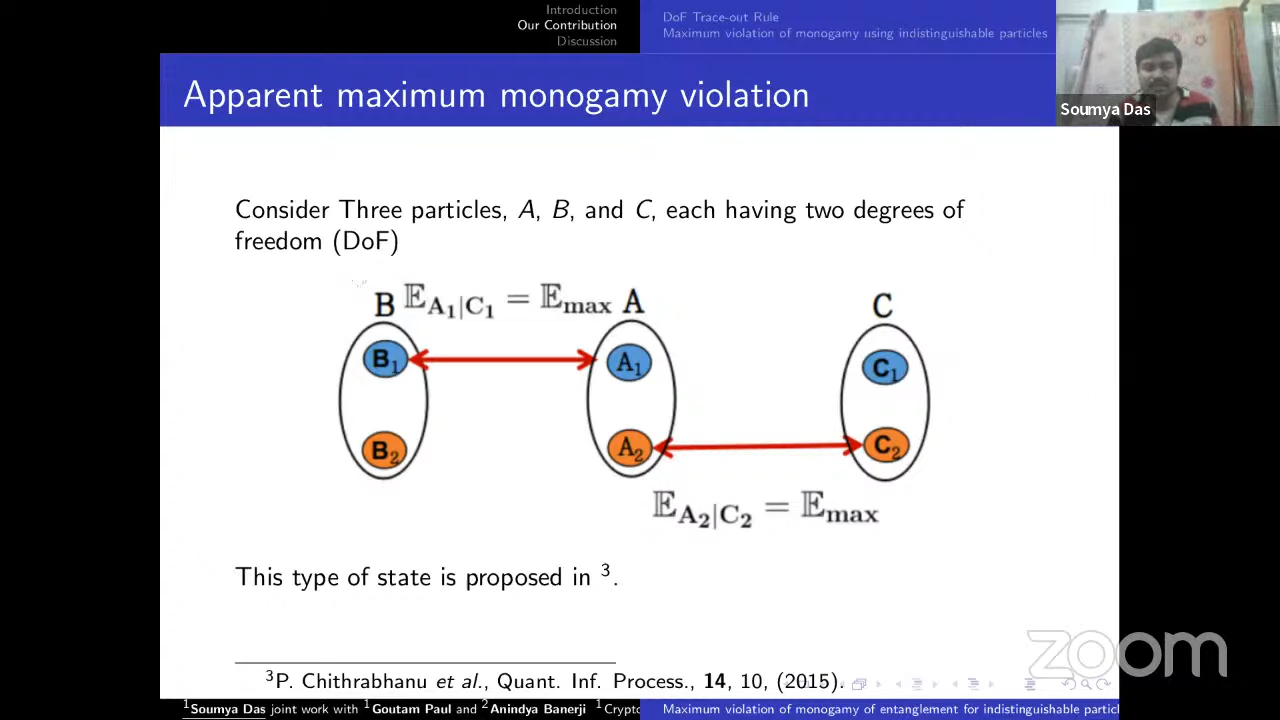 Introduction
Our Contribution
Discussion
DoF Trace-out Rule
Maximum violation of monogamy using indistinguishable particles
Soumya Das
Apparent maximum monogamy violation
Consider Three particles, A, B, and C, each having two degrees of
freedom (DoF)
B 𝔼_{A₁|C₁} = 𝔼_max A C
B₁ A₁ C₁
B₂ A₂ C₂
𝔼_{A₂|C₂} = 𝔼_max
This type of state is proposed in ³.
zoom
³P. Chithrabhanu et al., Quant. Inf. Process., 14, 10, (2015).
¹Soumya Das joint work with ¹Goutam Paul and ²Anindya Banerji ¹Crypto
Maximum violation of monogamy of entanglement for indistinguishable particl